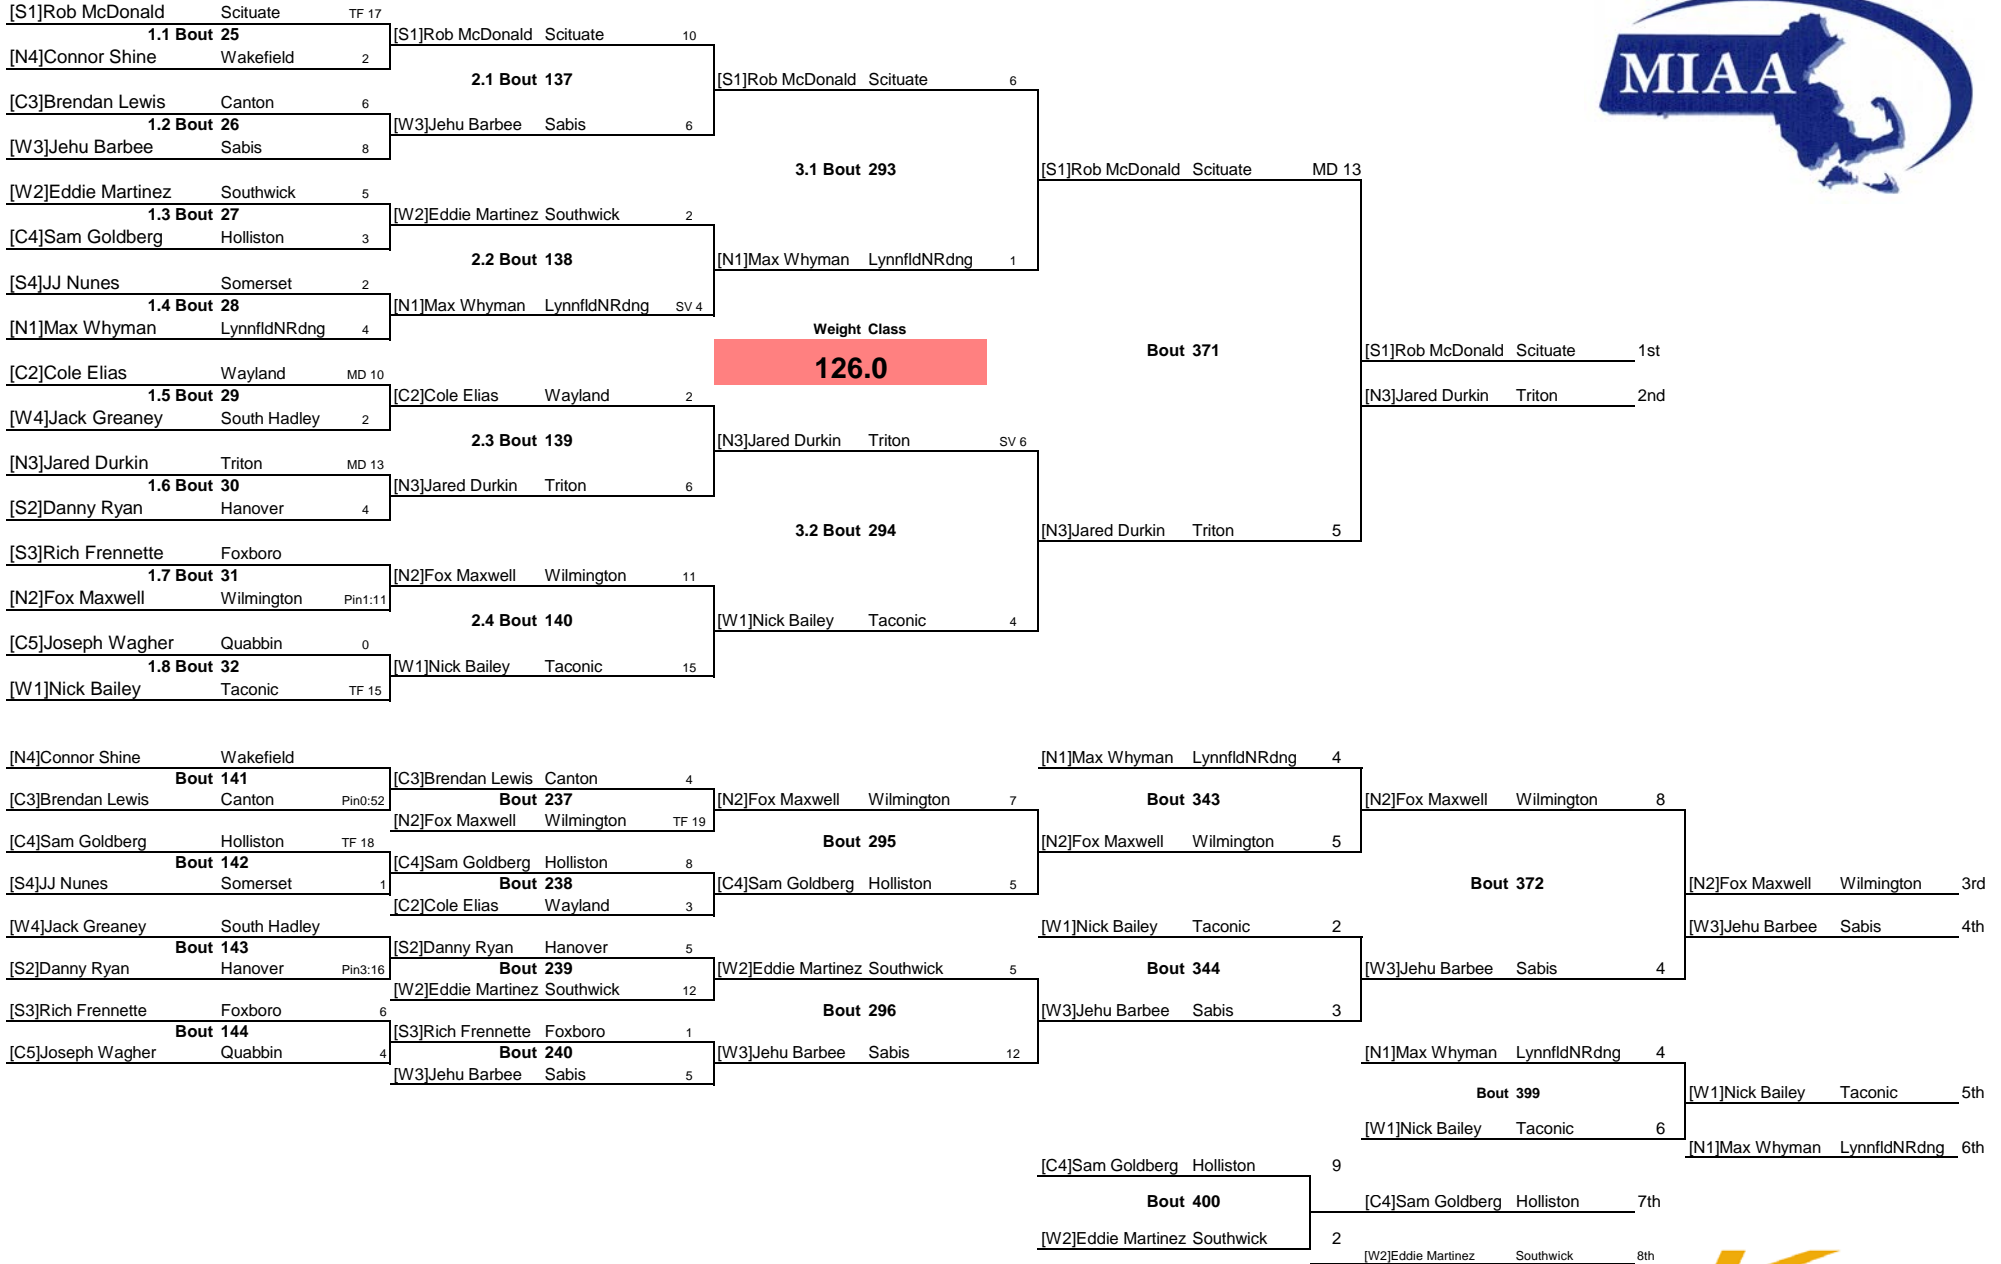 MIAA
[S1]Rob McDonald Scituate TF 17
1.1 Bout 25
[N4]Connor Shine Wakefield 2
[C3]Brendan Lewis Canton 6
1.2 Bout 26
[W3]Jehu Barbee Sabis 8
[W2]Eddie Martinez Southwick 5
1.3 Bout 27
[C4]Sam Goldberg Holliston 3
[S4]JJ Nunes Somerset 2
1.4 Bout 28
[N1]Max Whyman LynnfldNRdng 4
[C2]Cole Elias Wayland MD 10
1.5 Bout 29
[W4]Jack Greaney South Hadley 2
[N3]Jared Durkin Triton MD 13
1.6 Bout 30
[S2]Danny Ryan Hanover 4
[S3]Rich Frennette Foxboro
1.7 Bout 31
[N2]Fox Maxwell Wilmington Pin1:11
[C5]Joseph Wagher Quabbin 0
1.8 Bout 32
[W1]Nick Bailey Taconic TF 15
[S1]Rob McDonald Scituate 10
2.1 Bout 137
[W3]Jehu Barbee Sabis 6
[W2]Eddie Martinez Southwick 2
2.2 Bout 138
[N1]Max Whyman LynnfldNRdng SV 4
[C2]Cole Elias Wayland 2
2.3 Bout 139
[N3]Jared Durkin Triton 6
[N2]Fox Maxwell Wilmington 11
2.4 Bout 140
[W1]Nick Bailey Taconic 15
[S1]Rob McDonald Scituate 6
3.1 Bout 293
[N1]Max Whyman LynnfldNRdng 1
Weight Class
126.0
[N3]Jared Durkin Triton SV 6
3.2 Bout 294
[W1]Nick Bailey Taconic 4
[S1]Rob McDonald Scituate MD 13
Bout 371
[N3]Jared Durkin Triton 5
[S1]Rob McDonald Scituate 1st
[N3]Jared Durkin Triton 2nd
[N4]Connor Shine Wakefield
Bout 141
[C3]Brendan Lewis Canton Pin0:52
[C4]Sam Goldberg Holliston TF 18
Bout 142
[S4]JJ Nunes Somerset 1
[W4]Jack Greaney South Hadley
Bout 143
[S2]Danny Ryan Hanover Pin3:16
[S3]Rich Frennette Foxboro 6
Bout 144
[C5]Joseph Wagher Quabbin 4
[C3]Brendan Lewis Canton 4
Bout 237
[N2]Fox Maxwell Wilmington TF 19
[C4]Sam Goldberg Holliston 8
Bout 238
[C2]Cole Elias Wayland 3
[S2]Danny Ryan Hanover 5
Bout 239
[W2]Eddie Martinez Southwick 12
[S3]Rich Frennette Foxboro 1
Bout 240
[W3]Jehu Barbee Sabis 5
[N2]Fox Maxwell Wilmington 7
Bout 295
[C4]Sam Goldberg Holliston 5
[W2]Eddie Martinez Southwick 5
Bout 296
[W3]Jehu Barbee Sabis 12
[N1]Max Whyman LynnfldNRdng 4
Bout 343
[N2]Fox Maxwell Wilmington 5
[W1]Nick Bailey Taconic 2
Bout 344
[W3]Jehu Barbee Sabis 3
[N2]Fox Maxwell Wilmington 8
Bout 372
[W3]Jehu Barbee Sabis 4
[N2]Fox Maxwell Wilmington 3rd
[W3]Jehu Barbee Sabis 4th
[N1]Max Whyman LynnfldNRdng 4
Bout 399
[W1]Nick Bailey Taconic 6
[W1]Nick Bailey Taconic 5th
[N1]Max Whyman LynnfldNRdng 6th
[C4]Sam Goldberg Holliston 9
Bout 400
[W2]Eddie Martinez Southwick 2
[C4]Sam Goldberg Holliston 7th
[W2]Eddie Martinez Southwick 8th